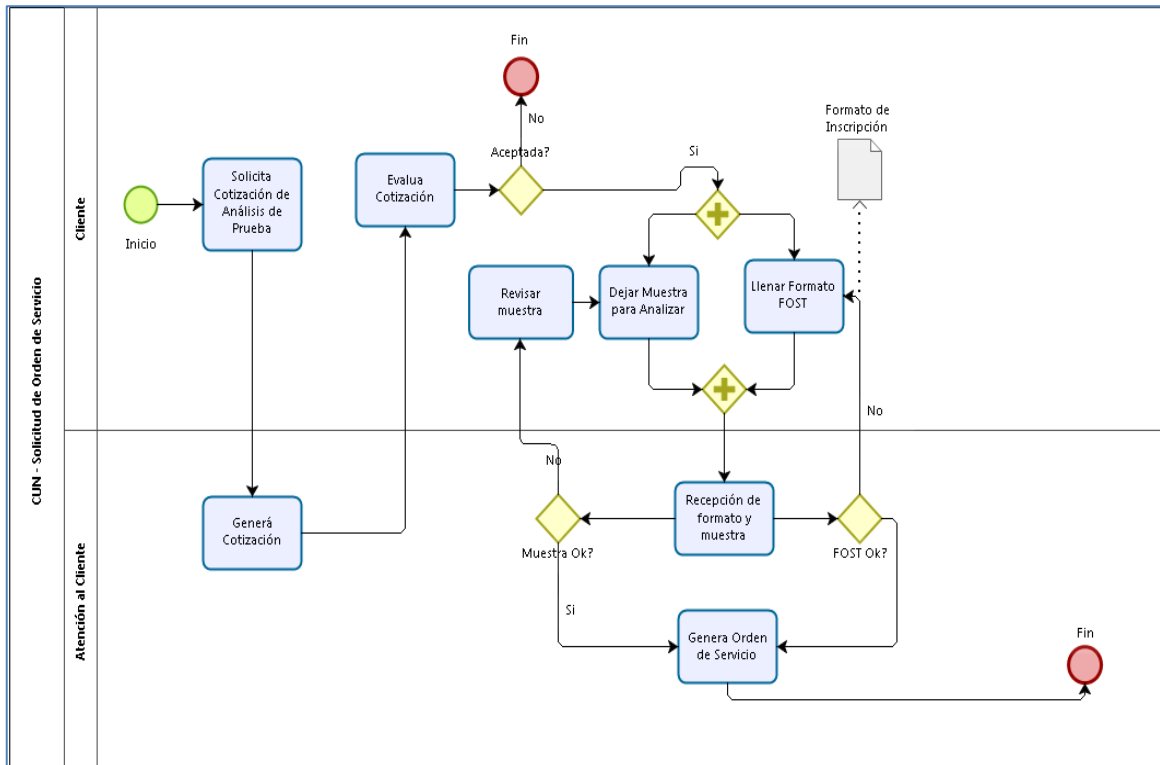 CUN - Solicitud de Orden de Servicio
Cliente
Inicio
Solicita
Cotización de
Análisis de
Prueba
Evalua
Cotización
Aceptada?
No
Fin
Si
Formato de
Inscripción
Revisar
muestra
Dejar Muestra
para Analizar
Llenar Formato
FOST
No
Atención al Cliente
Generá
Cotización
No
Muestra Ok?
Recepción de
formato y
muestra
FOST Ok?
Si
Genera Orden
de Servicio
Fin